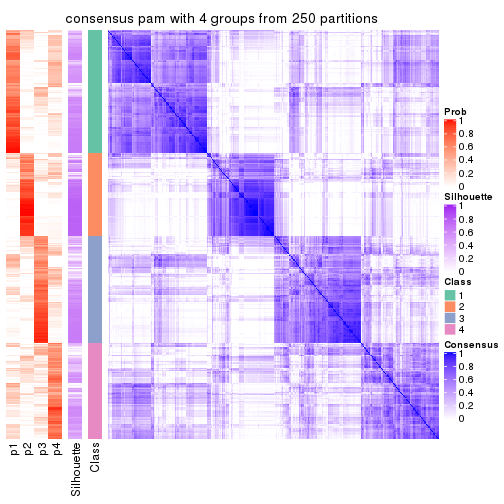 consensus pam with 4 groups from 250 partitions
Prob
1
0.8
0.6
0.4
0.2
0
Silhouette
1
0.8
0.6
0.4
0.2
0
Class
1
2
3
4
Consensus
1
0.8
0.6
0.4
0.2
0
p1
p2
p3
p4
Silhouette
Class